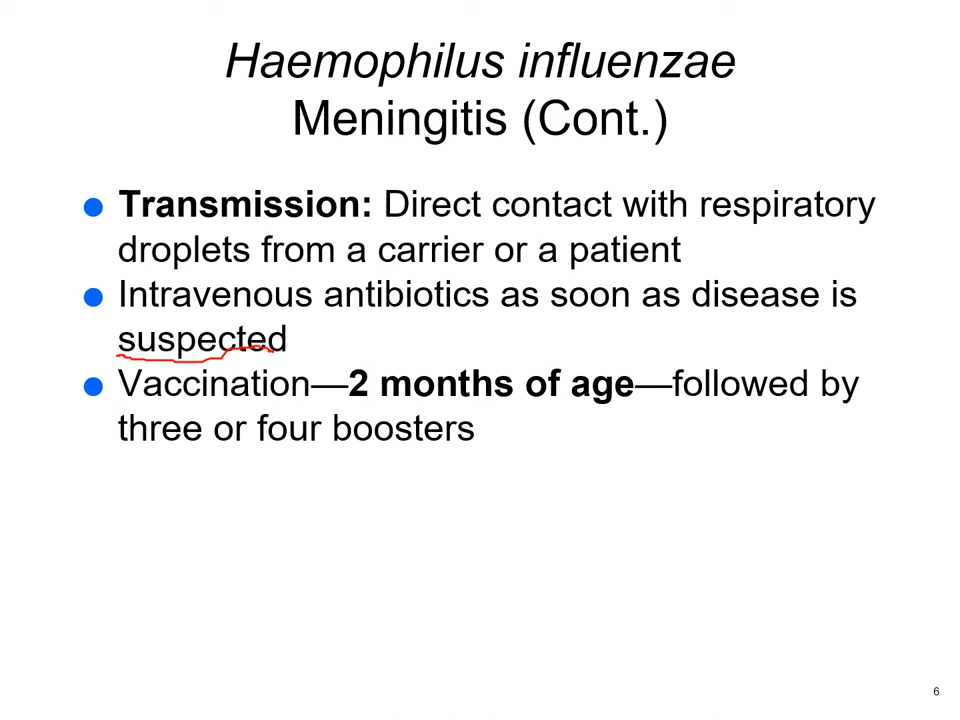 Haemophilus influenzae
Meningitis (Cont.)
● Transmission: Direct contact with respiratory
droplets from a carrier or a patient
● Intravenous antibiotics as soon as disease is
suspected
● Vaccination—2 months of age—followed by
three or four boosters
6